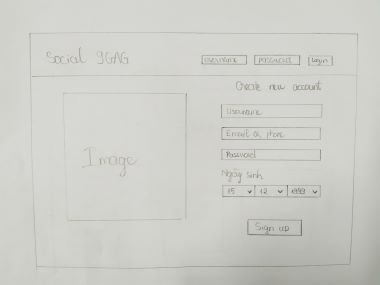 Social 9GAG
Username Password Login
Create new account
Username
Email or phone
Password
Ngày sinh
15 12 1999
Sign up
Image